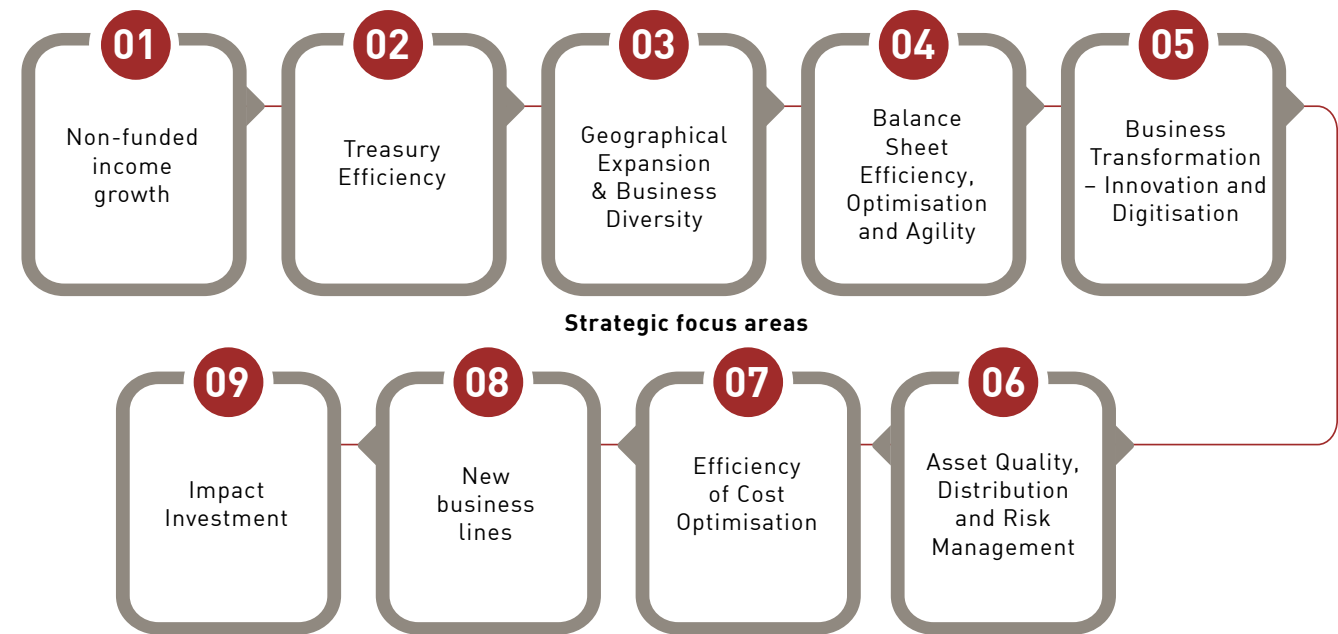 01
Non-funded
income
growth
02
Treasury
Efficiency
03
Geographical
Expansion
& Business
Diversity
04
Balance
Sheet
Efficiency,
Optimisation
and Agility
05
Business
Transformation
– Innovation and
Digitisation
Strategic focus areas
06
Asset Quality,
Distribution
and Risk
Management
07
Efficiency
of Cost
Optimisation
08
New
business
lines
09
Impact
Investment